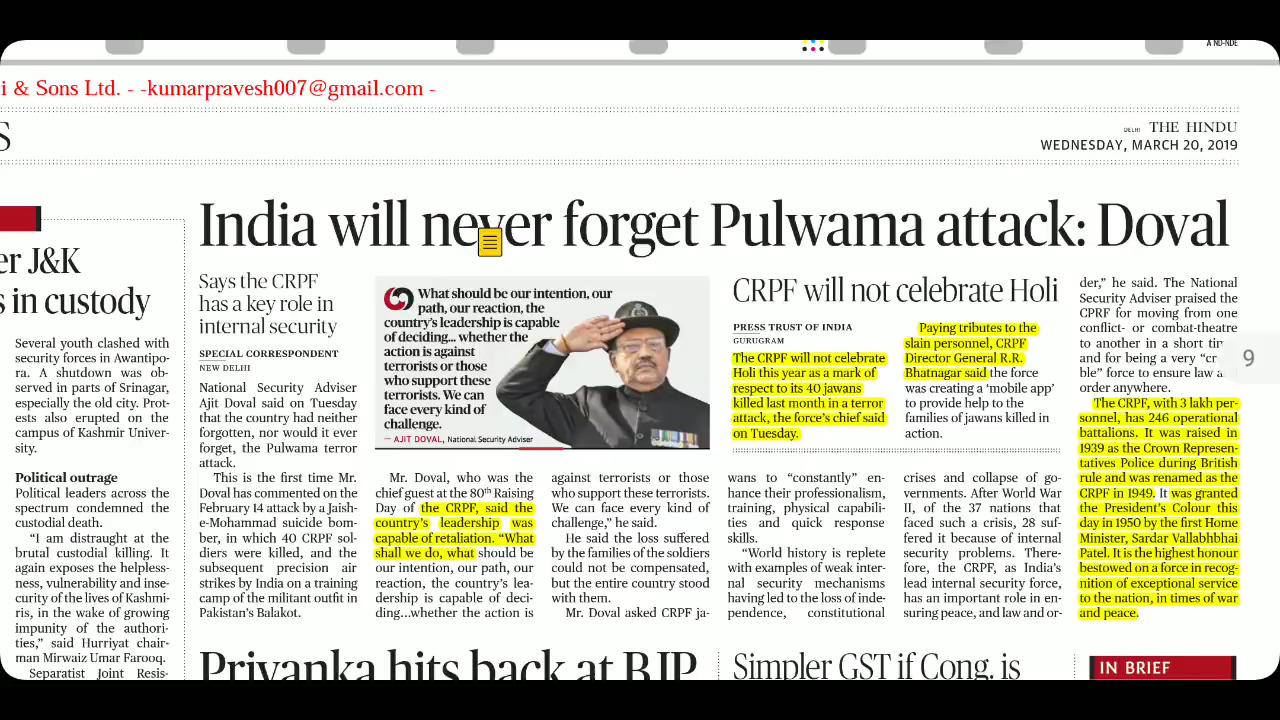 A ND-NDE
i & Sons Ltd. - -kumarpravesh007@gmail.com -
S
DELHI THE HINDU
WEDNESDAY, MARCH 20, 2019
er J&K
s in custody
Several youth clashed with
security forces in Awantipo-
ra. A shutdown was ob-
served in parts of Srinagar,
especially the old city. Prot-
ests also erupted on the
campus of Kashmir Univer-
sity.
Political outrage
Political leaders across the
spectrum condemned the
custodial death.
"I am distraught at the
brutal custodial killing. It
again exposes the helpless-
ness, vulnerability and inse-
curity of the lives of Kashmi-
ris, in the wake of growing
impunity of the authori-
ties," said Hurriyat chair-
man Mirwaiz Umar Farooq.
Separatist Joint Resis-
India will never forget Pulwama attack: Doval
Says the CRPF
has a key role in
internal security
SPECIAL CORRESPONDENT
NEW DELHI
National Security Adviser
Ajit Doval said on Tuesday
that the country had neither
forgotten, nor would it ever
forget, the Pulwama terror
attack.
This is the first time Mr.
Doval has commented on the
February 14 attack by a Jaish-
e-Mohammad suicide bom-
ber, in which 40 CRPF sol-
diers were killed, and the
subsequent precision air
strikes by India on a training
camp of the militant outfit in
Pakistan's Balakot.
What should be our intention, our
path, our reaction, the
country's leadership is capable
of deciding... whether the
action is against
terrorists or those
who support these
terrorists. We can
face every kind of
challenge.
— AJIT DOVAL, National Security Adviser
Mr. Doval, who was the
chief guest at the 80th Raising
Day of the CRPF, said the
country's leadership was
capable of retaliation. "What
shall we do, what should be
our intention, our path, our
reaction, the country's lea-
dership is capable of deci-
ding...whether the action is
against terrorists or those
who support these terrorists.
We can face every kind of
challenge," he said.
He said the loss suffered
by the families of the soldiers
could not be compensated,
but the entire country stood
with them.
Mr. Doval asked CRPF ja-
CRPF will not celebrate Holi
PRESS TRUST OF INDIA
GURUGRAM
The CRPF will not celebrate
Holi this year as a mark of
respect to its 40 jawans
killed last month in a terror
attack, the force's chief said
on Tuesday.
Paying tributes to the
slain personnel, CRPF
Director General R.R.
Bhatnagar said the force
was creating a 'mobile app'
to provide help to the
families of jawans killed in
action.
wans to "constantly" en-
hance their professionalism,
training, physical capabili-
ties and quick response
skills.
"World history is replete
with examples of weak inter-
nal security mechanisms
having led to the loss of inde-
pendence, constitutional
crises and collapse of go-
vernments. After World War
II, of the 37 nations that
faced such a crisis, 28 suf-
fered it because of internal
security problems. There-
fore, the CRPF, as India's
lead internal security force,
has an important role in en-
suring peace, and law and or-
der," he said. The National
Security Adviser praised the
CPRF for moving from one
conflict- or combat-theatre
to another in a short
and for being a very
ble" force to ensure law
order anywhere.
The CRPF, with 3 lakh per-
sonnel, has 246 operational
battalions. It was raised in
1939 as the Crown Represen-
tatives Police during British
rule and was renamed as the
CRPF in 1949. It was granted
the President's Colour this
day in 1950 by the first Home
Minister, Sardar Vallabhbhai
Patel. It is the highest honour
bestowed on a force in recog-
nition of exceptional service
to the nation, in times of war
and peace.
9
Priyanka hits back at BJP
Simpler GST if Cong. is
IN BRIEF